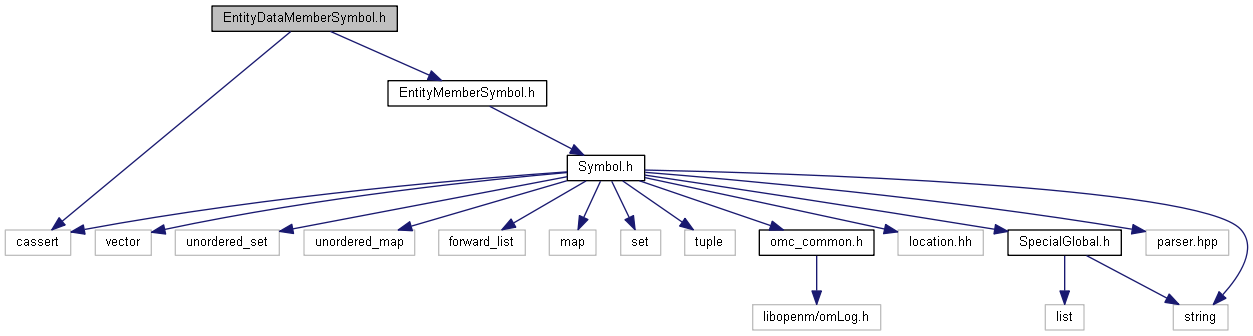 EntityDataMemberSymbol.h
EntityMemberSymbol.h
Symbol.h
cassert
vector
unordered_set
unordered_map
forward_list
map
set
tuple
omc_common.h
location.hh
SpecialGlobal.h
parser.hpp
libopenm/omLog.h
list
string